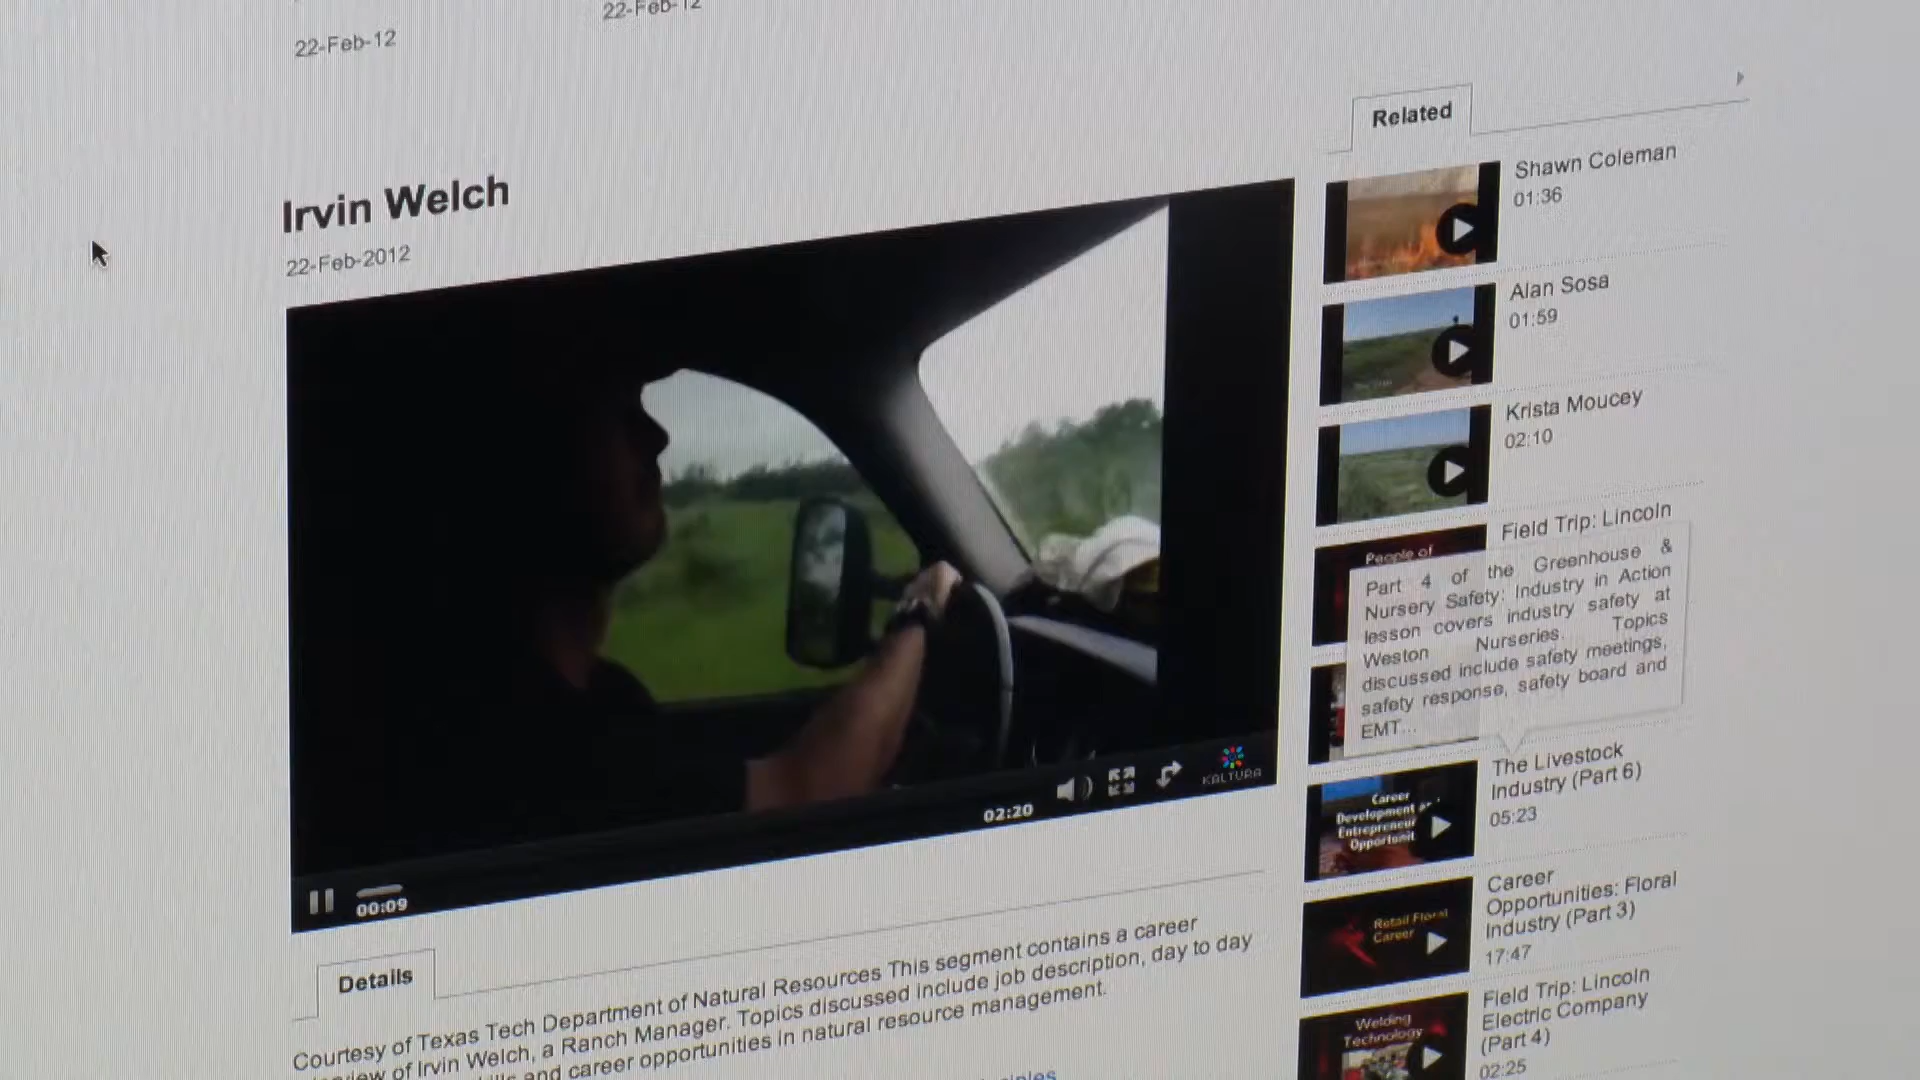 22-Feb-12
22-Feb-12
Irvin Welch
22-Feb-2012
02:20
KALTURA
00:09
Details
Courtesy of Texas Tech Department of Natural Resources This segment contains a career
of Irvin Welch, a Ranch Manager. Topics discussed include job description, day to day
and career opportunities in natural resource management.
Related
Shawn Coleman
01:36
Alan Sosa
01:59
Krista Moucey
02:10
Field Trip: Lincoln
People of
Part 4 of the Greenhouse &
Nursery Safety: Industry in Action
lesson covers industry safety at
Weston Nurseries. Topics
discussed include safety meetings,
safety response, safety board and
EMT...
The Livestock
Industry (Part 6)
05:23
Career
Development
Entrepreneur
Opportunit
Career
Opportunities: Floral
Industry (Part 3)
17:47
Retail Floral
Career
Field Trip: Lincoln
Electric Company
(Part 4)
02:25
Welding
Technology